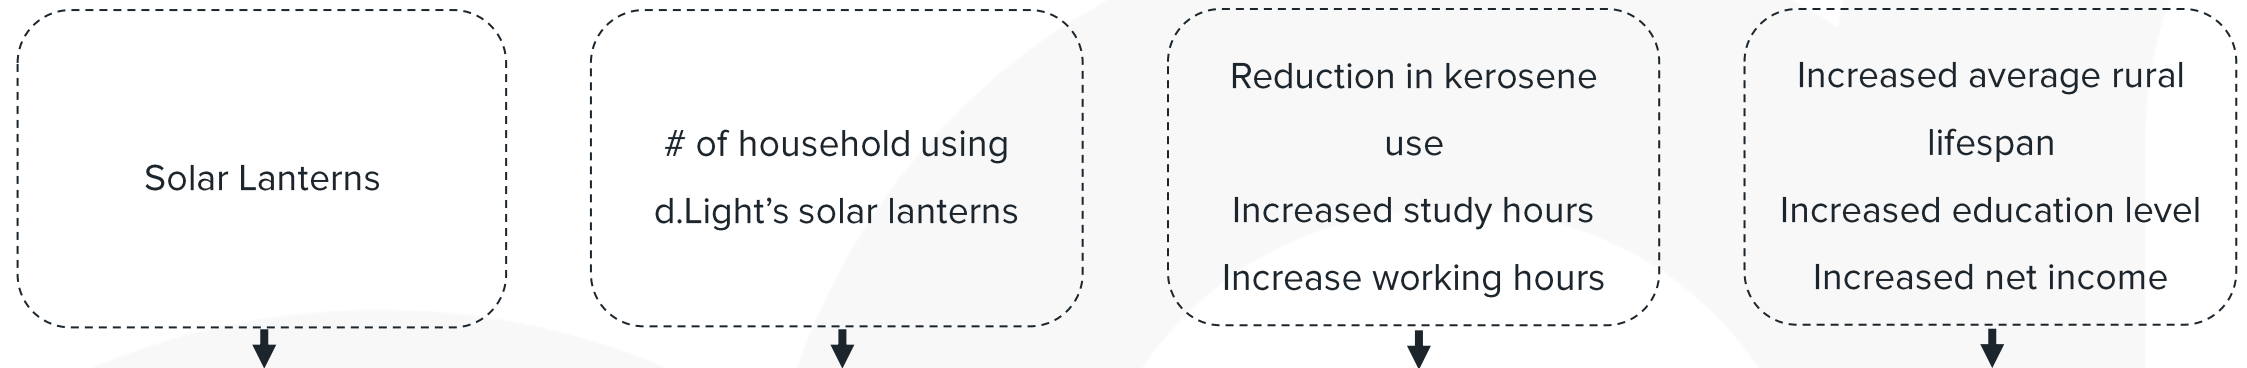 Solar Lanterns
# of household using
d.Light’s solar lanterns
Reduction in kerosene
use
Increased study hours
Increase working hours
Increased average rural
lifespan
Increased education level
Increased net income